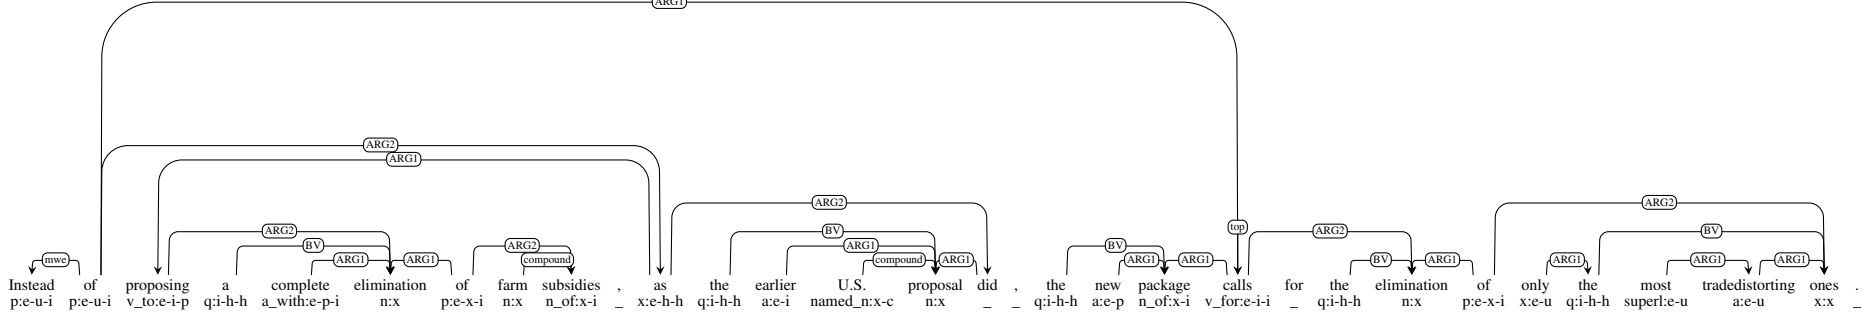 ARG1
ARG2
ARG1
ARG2 ARG2
top
ARG2 BV BV ARG2 BV
BV ARG2 ARG1 BV
mwe ARG1 ARG1 compound compound ARG1 ARG1 ARG1 BV ARG1 ARG1 ARG1 ARG1
Instead of proposing a complete elimination of farm subsidies , as the earlier U.S. proposal did , the new package calls for the elimination of only the most tradedistorting ones .
p:e-u-i p:e-u-i v_to:e-i-p q:i-h-h a_with:e-p-i n:x p:e-x-i n:x n_of:x-i _ x:e-h-h q:i-h-h a:e-i named_n:x-c n:x _ _ q:i-h-h a:e-p n_of:x-i v_for:e-i-i _ q:i-h-h n:x p:e-x-i x:e-u q:i-h-h superl:e-u a:e-u x:x _